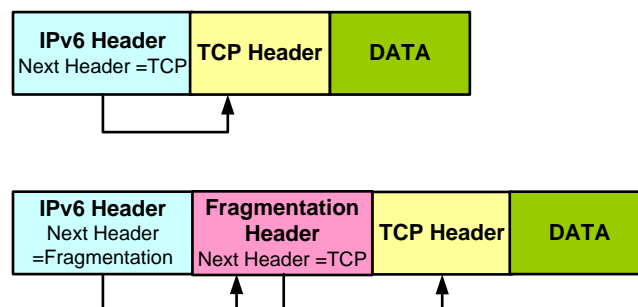 IPv6 Header
Next Header =TCP
TCP Header
DATA
IPv6 Header
Next Header
=Fragmentation
Fragmentation
Header
Next Header =TCP
TCP Header
DATA